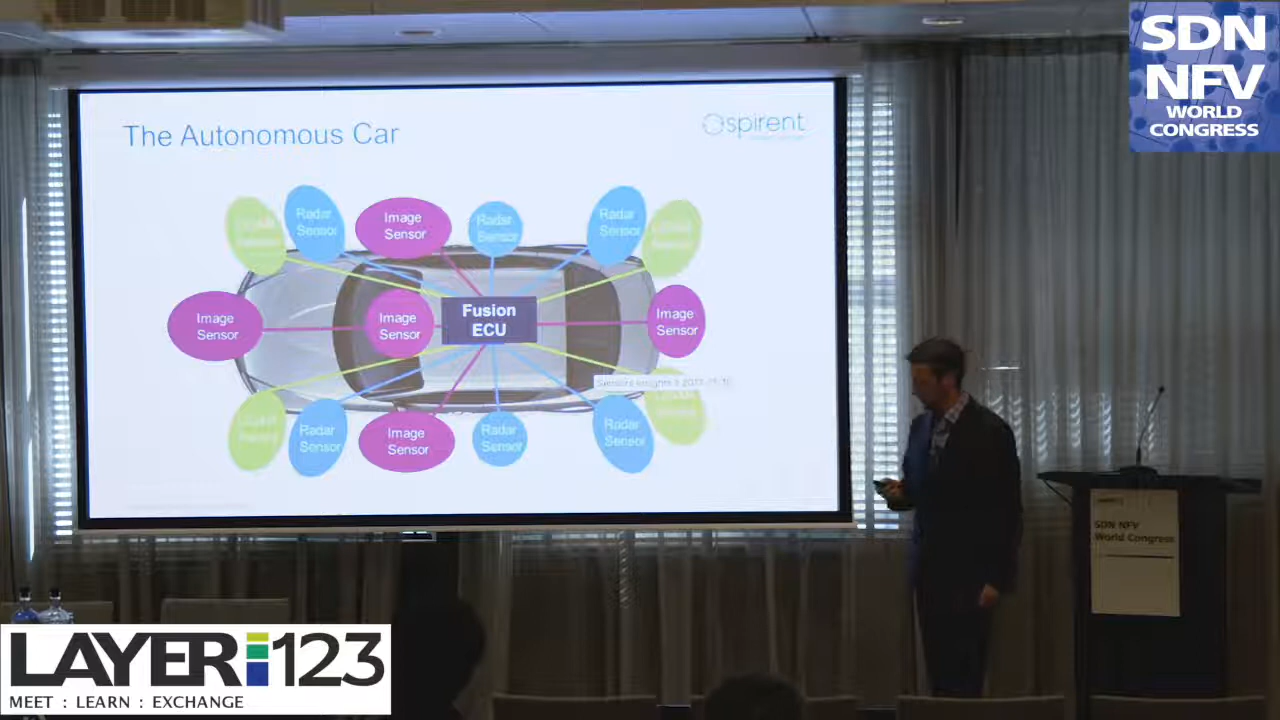 SDN
NFV
WORLD
CONGRESS
The Autonomous Car
spirent
Radar
Sensor
Image
Sensor
Radar
Sensor
Radar
Sensor
Image
Sensor
Image
Sensor
Fusion
ECU
Image
Sensor
Radar
Sensor
Image
Sensor
Radar
Sensor
Radar
Sensor
SDN NFV
World Congress
LAYER 123
MEET : LEARN : EXCHANGE